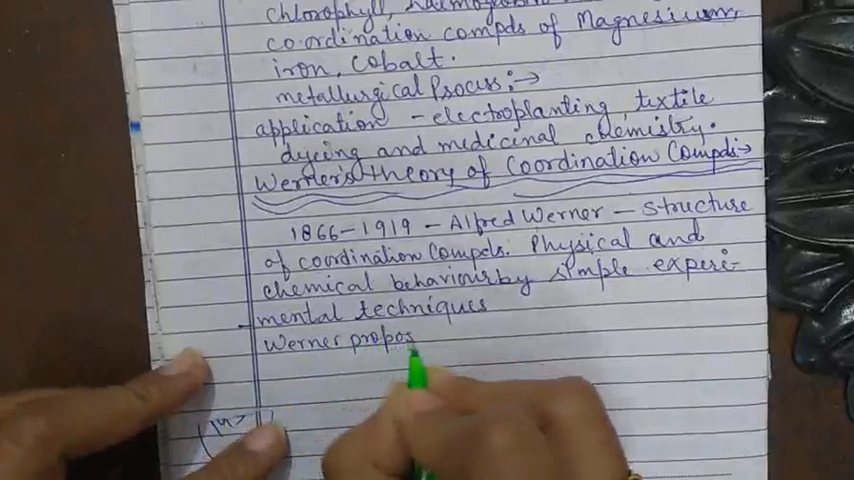 chlorophyll, haemoglobin
co-ordination compds of Magnesium,
iron, cobalt.
metallurgical Process:→
application - electroplanting, textile
dyeing and medicinal chemistry.
Werner's theory of Coordination Compds:→
1866-1919 - Alfred Werner - structure
of coordination Compds. Physical and
chemical behaviour by simple experi-
mental techniques
Werner propos